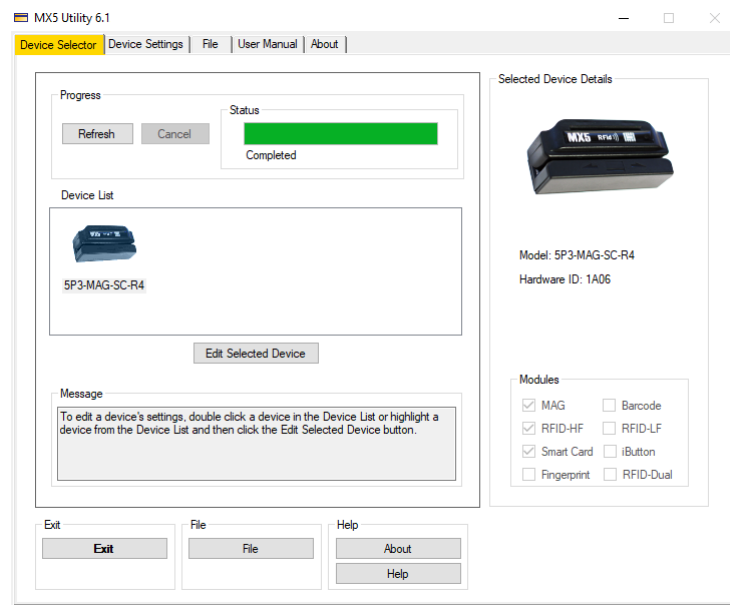 MX5 Utility 6.1
Device Selector Device Settings File User Manual About
Progress
Refresh Cancel
Status
Completed
Device List
5P3-MAG-SC-R4
Edit Selected Device
Message
To edit a device's settings, double click a device in the Device List or highlight a
device from the Device List and then click the Edit Selected Device button.
Selected Device Details
MX5 RFID
Model: 5P3-MAG-SC-R4
Hardware ID: 1A06
Modules
MAG Barcode
RFID-HF RFID-LF
Smart Card iButton
Fingerprint RFID-Dual
Exit
Exit
File
File
Help
About
Help